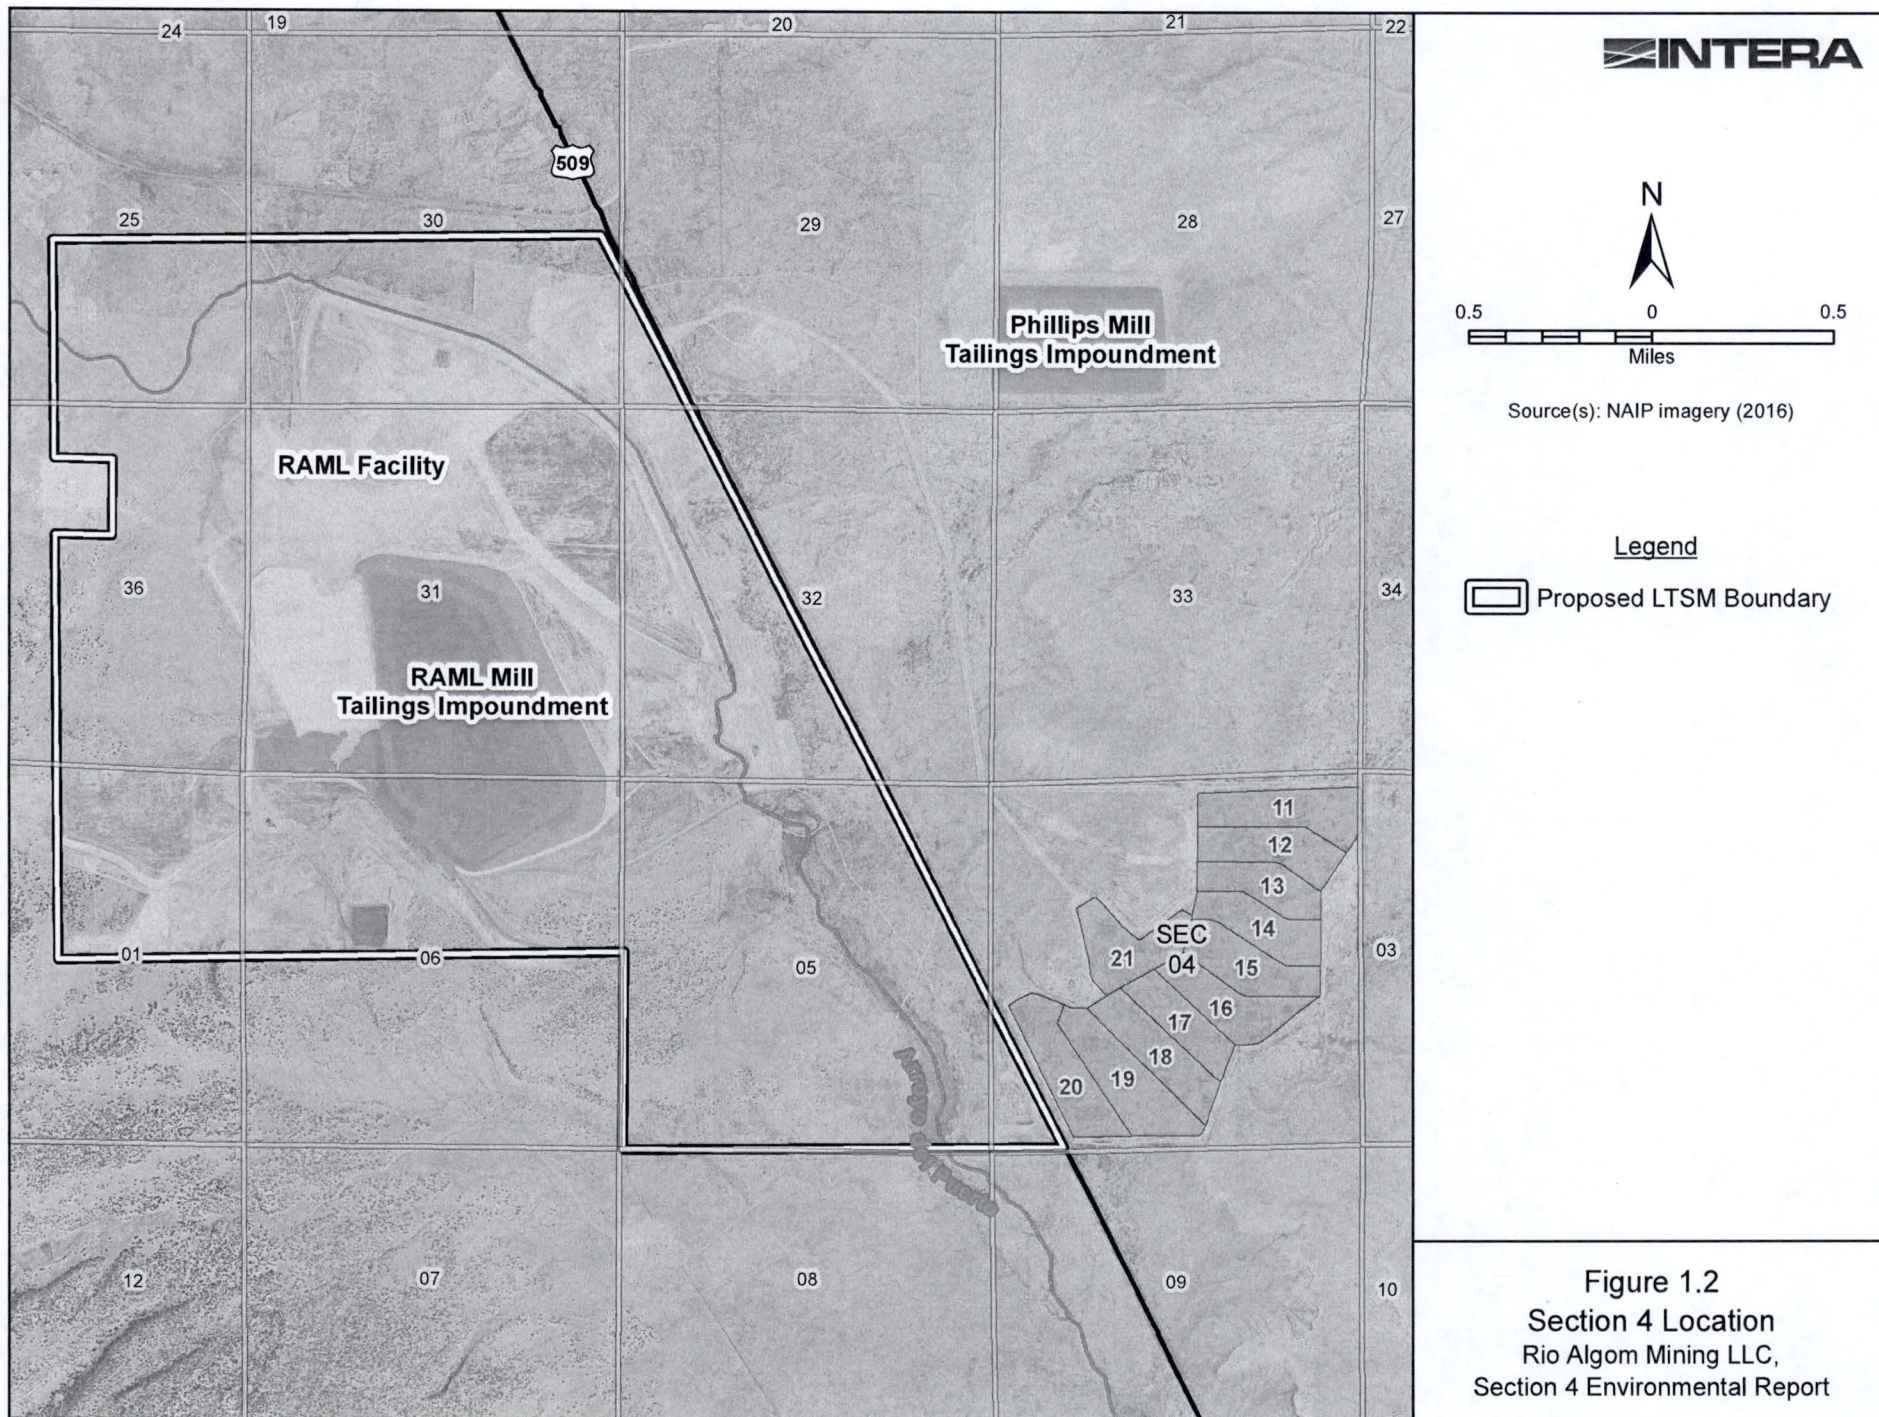 24
19
20
21
22
509
25
30
29
28
27
Phillips Mill
Tailings Impoundment
RAML Facility
36
31
32
33
34
RAML Mill
Tailings Impoundment
11
12
13
14
SEC
04
15
21
16
17
18
19
20
01
06
05
03
Arroyo del Puerto
12
07
08
09
10
INTERA
N
0.5 0 0.5
Miles
Source(s): NAIP imagery (2016)
Legend
Proposed LTSM Boundary
Figure 1.2
Section 4 Location
Rio Algom Mining LLC,
Section 4 Environmental Report